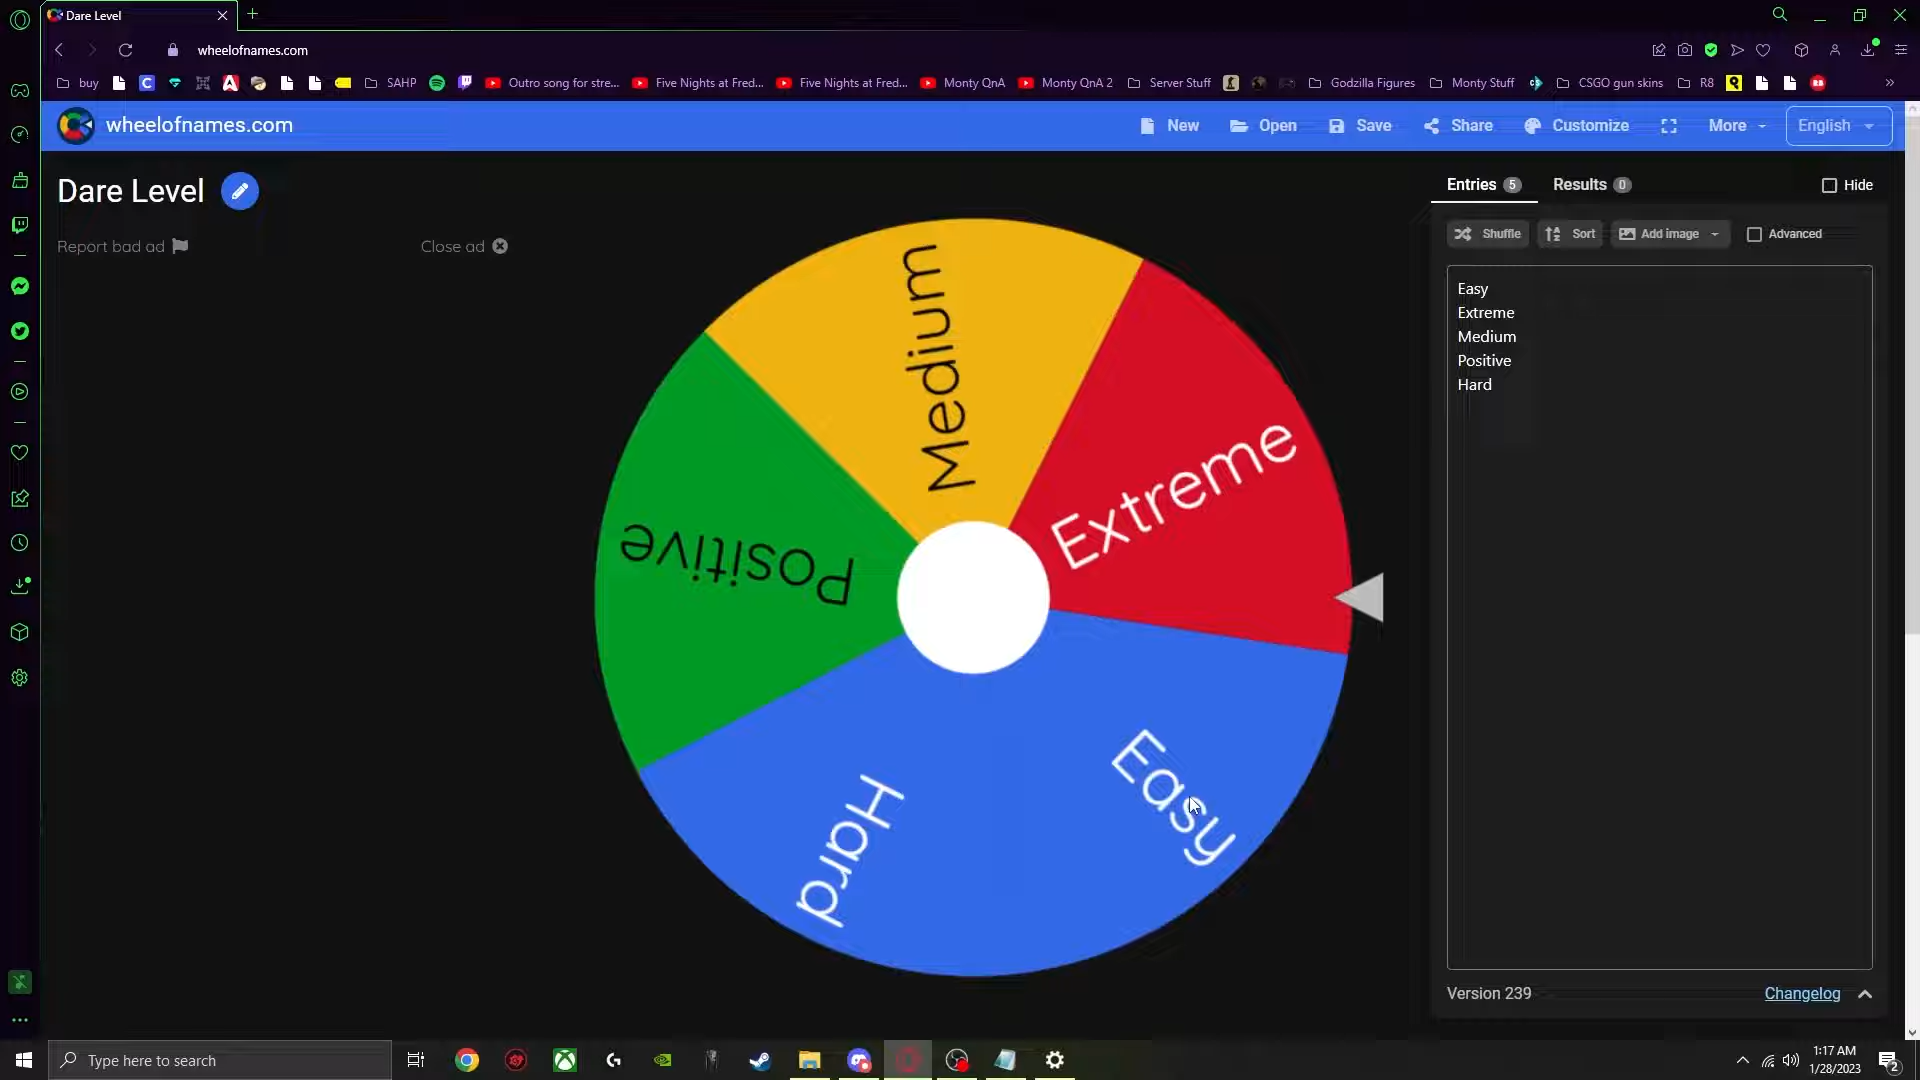 Dare Level
wheelofnames.com
buy
SAHP
Outro song for stre...
Five Nights at Fred...
Five Nights at Fred...
Monty QnA
Monty QnA 2
Server Stuff
Godzilla Figures
Monty Stuff
CSGO gun skins
R8
wheelofnames.com
New
Open
Save
Share
Customize
More
English
Dare Level
Report bad ad
Close ad
Entries 5
Results 0
Hide
Shuffle
Sort
Add image
Advanced
Easy
Extreme
Medium
Positive
Hard
Medium
Extreme
Positive
Easy
Hard
Version 239
Changelog
Type here to search
1:17 AM
1/28/2023
2